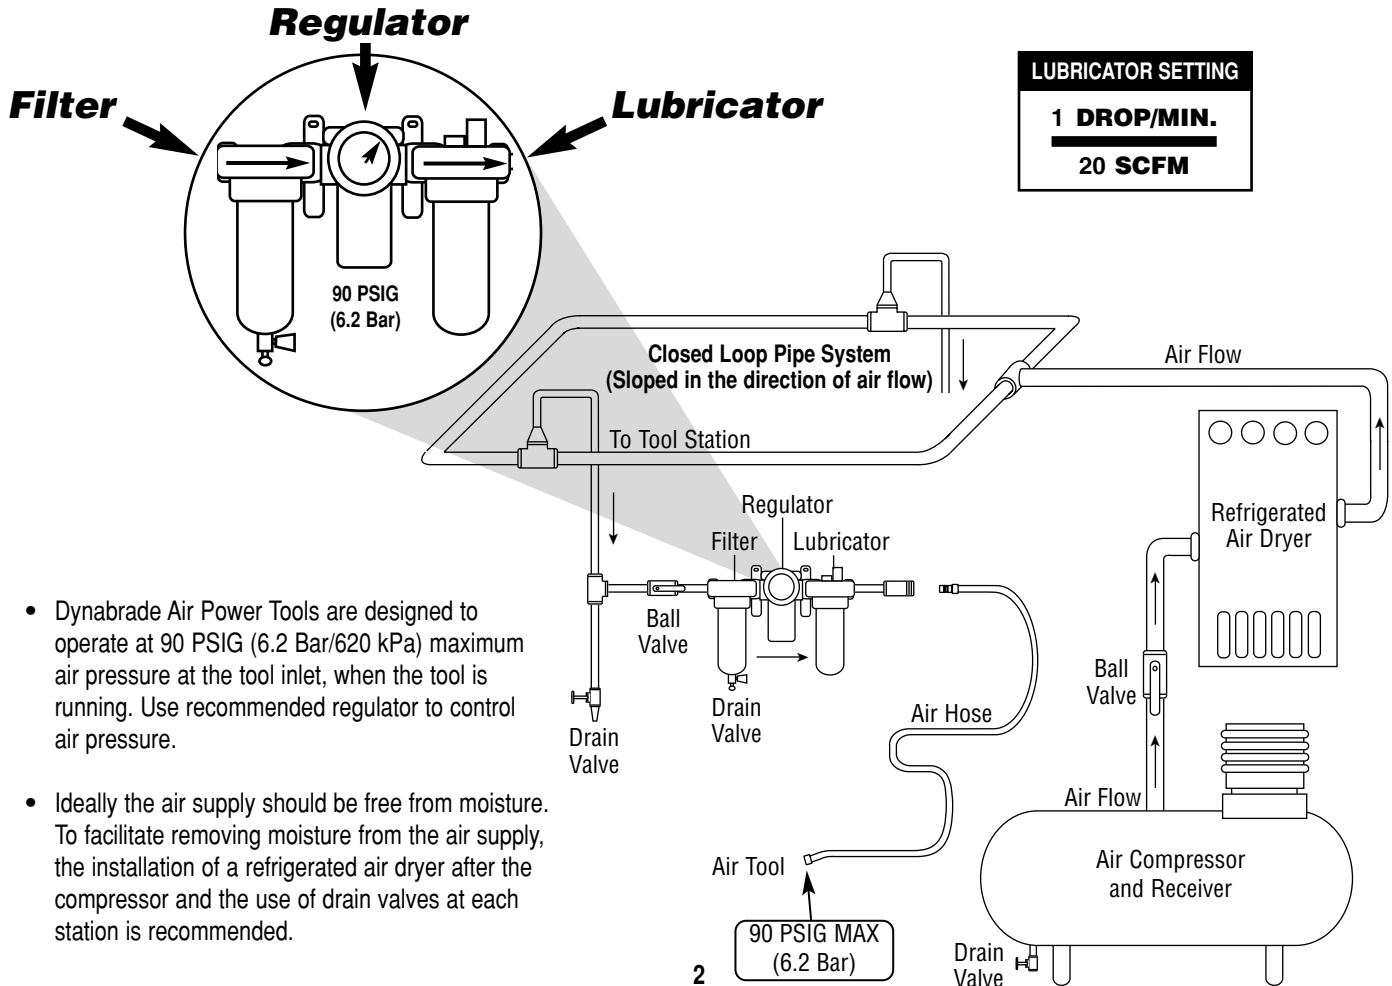 Regulator
Filter
Lubricator
LUBRICATOR SETTING
1 DROP/MIN.
20 SCFM
90 PSIG
(6.2 Bar)
Closed Loop Pipe System
(Sloped in the direction of air flow)
Air Flow
To Tool Station
Refrigerated
Air Dryer
Regulator
Filter
Lubricator
Ball
Valve
Drain
Valve
Drain
Valve
Air Hose
Ball
Valve
Air Flow
Air Compressor
and Receiver
Drain
Valve
Air Tool
90 PSIG MAX
(6.2 Bar)
• Dynabrade Air Power Tools are designed to
operate at 90 PSIG (6.2 Bar/620 kPa) maximum
air pressure at the tool inlet, when the tool is
running. Use recommended regulator to control
air pressure.
• Ideally the air supply should be free from moisture.
To facilitate removing moisture from the air supply,
the installation of a refrigerated air dryer after the
compressor and the use of drain valves at each
station is recommended.
2